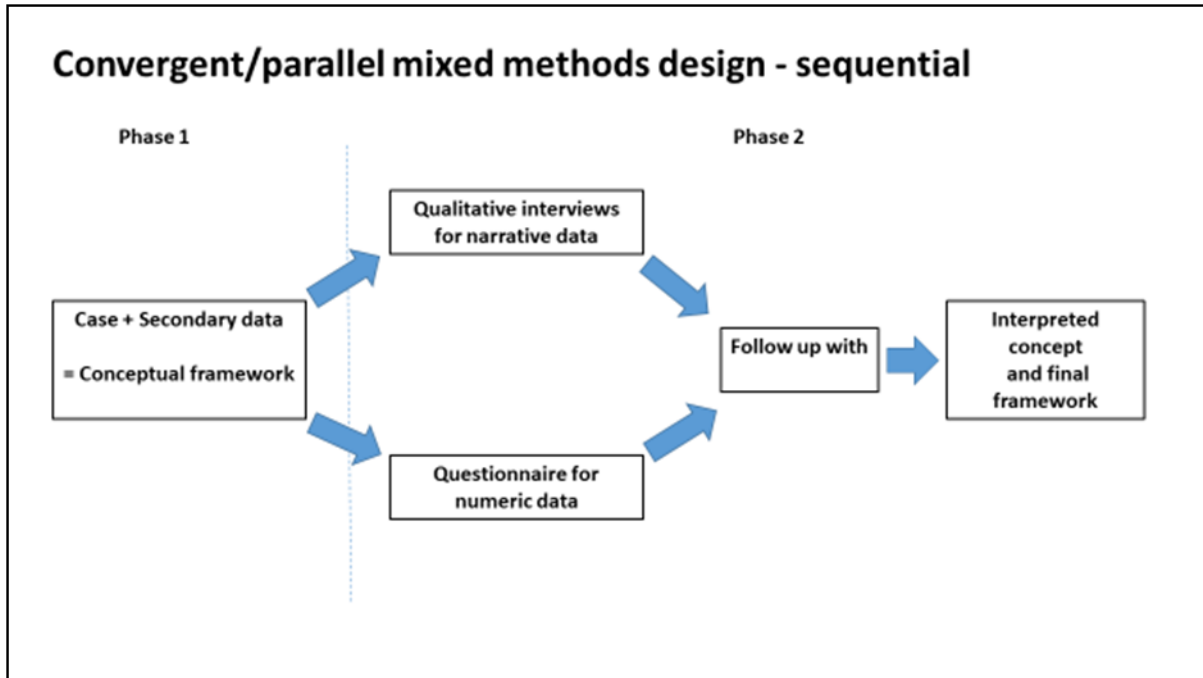 Convergent/parallel mixed methods design - sequential
Phase 1
Phase 2
Qualitative interviews
for narrative data
Case + Secondary data
= Conceptual framework
Follow up with
Interpreted
concept
and final
framework
Questionnaire for
numeric data